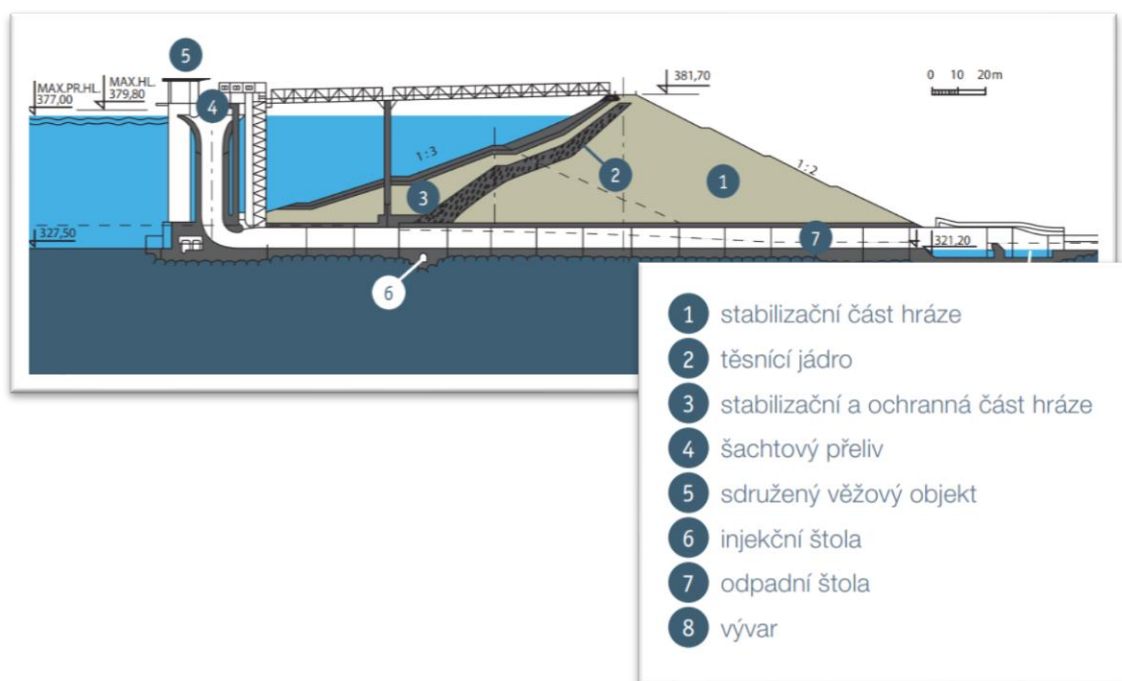 5
MAX.PR.HL.
377,00
MAX.HL.
379,80
4
381,70
0 10 20m
1:3
3
2
1
1:2
327,50
7
321,20
6
1 stabilizační část hráze
2 těsnící jádro
3 stabilizační a ochranná část hráze
4 šachtový přeliv
5 sdružený věžový objekt
6 injekční štola
7 odpadní štola
8 vývar